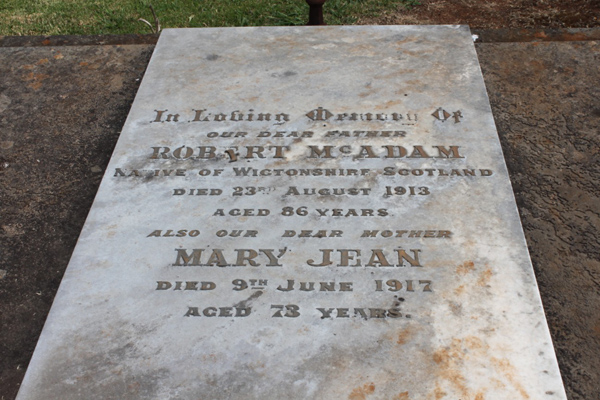 In Loving Memory Of
OUR DEAR FATHER
ROBERT McADAM
NATIVE OF WIGTONSHIRE SCOTLAND
DIED 23RD AUGUST 1913
AGED 86 YEARS.
ALSO OUR DEAR MOTHER
MARY JEAN
DIED 9TH JUNE 1917
AGED 73 YEARS.